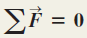 ∑F⃗ = 0